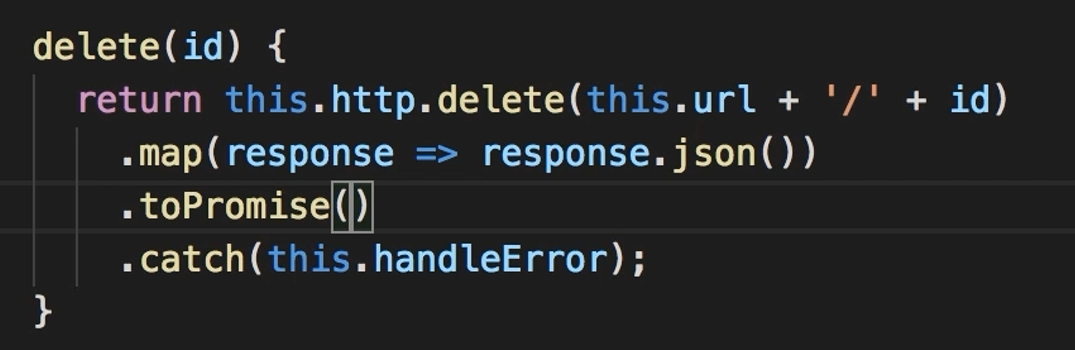 delete(id) {
return this.http.delete(this.url + '/' + id)
.map(response => response.json())
.toPromise()
.catch(this.handleError);
}